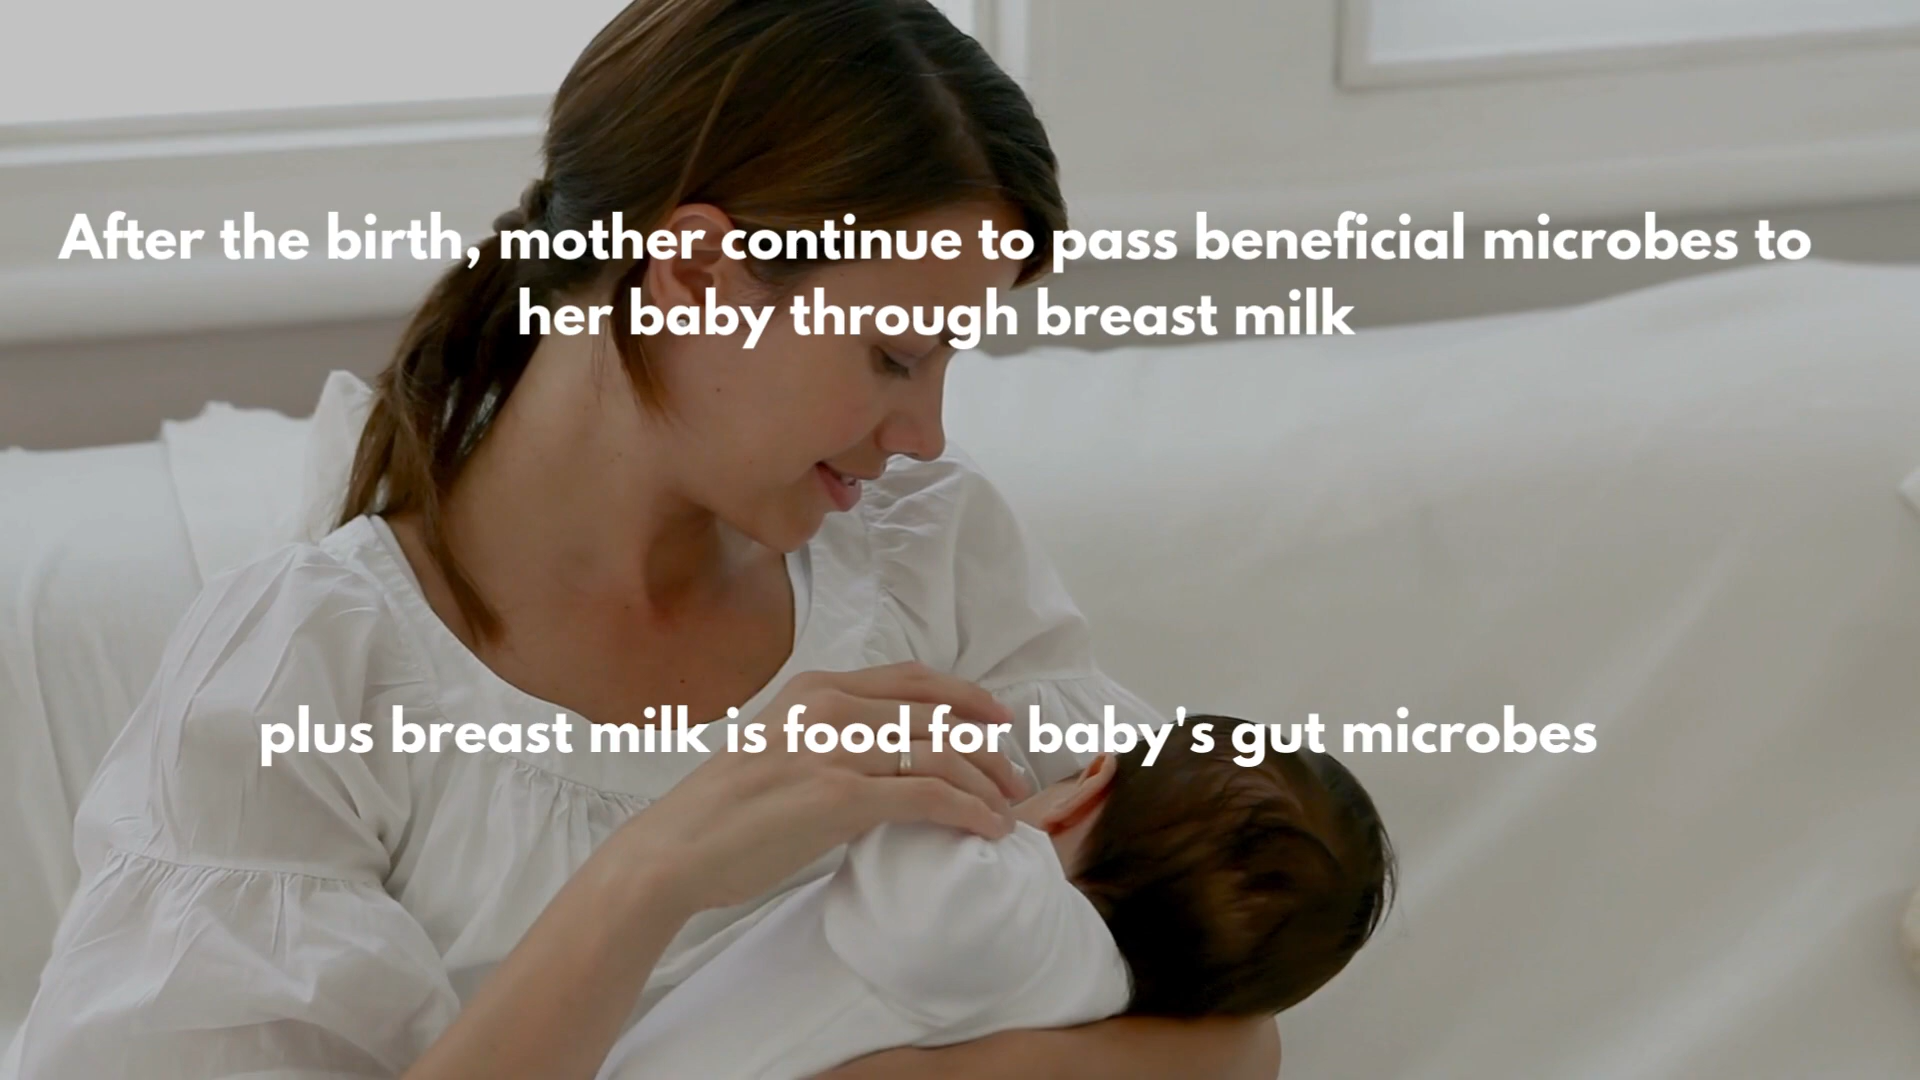 After the birth, mother continue to pass beneficial microbes to
her baby through breast milk
plus breast milk is food for baby's gut microbes